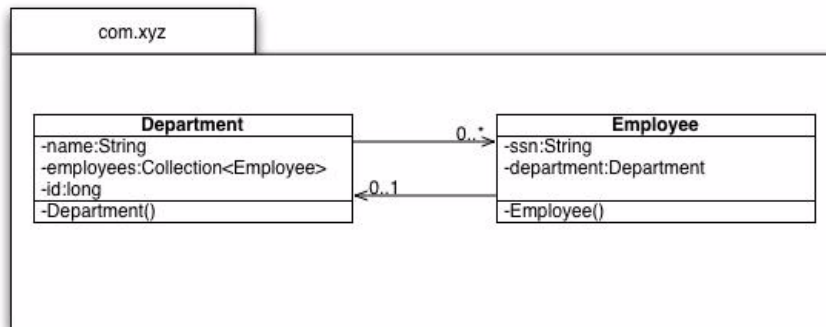 com.xyz
Department
-name:String
-employees:Collection<Employee>
-id:long
-Department()
0..*
0..1
Employee
-ssn:String
-department:Department
-Employee()